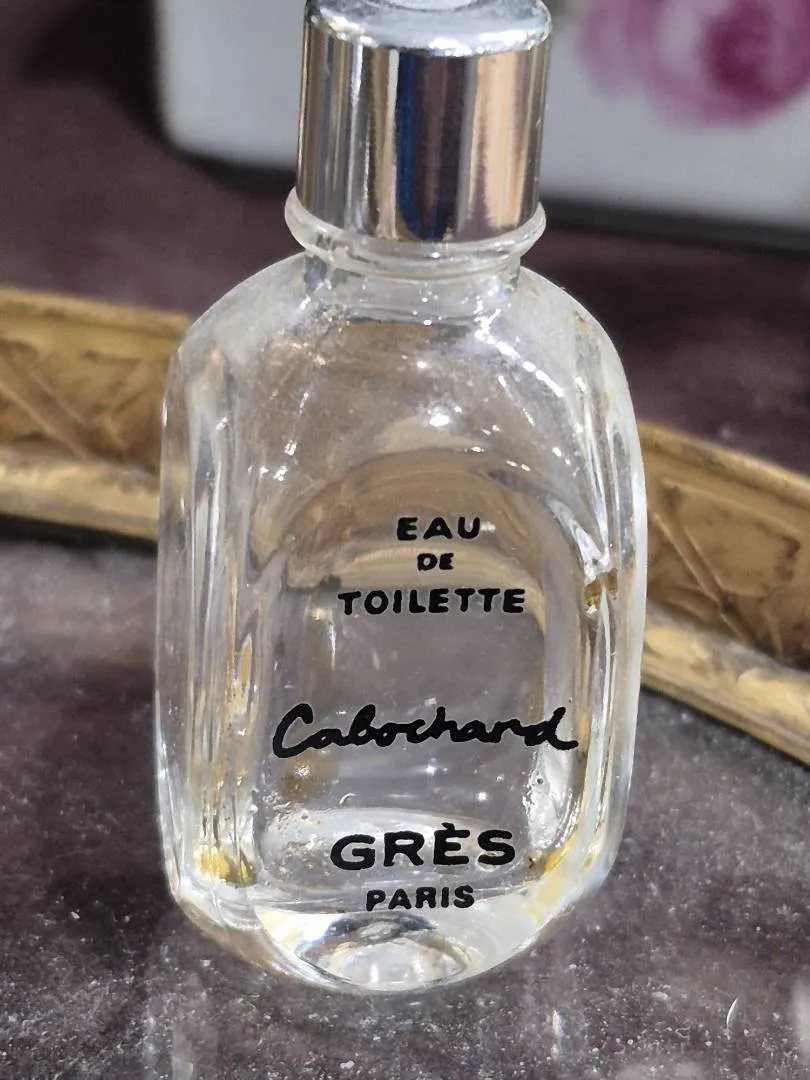 EAU
DE
TOILETTE
Cabochard
GRÈS
PARIS